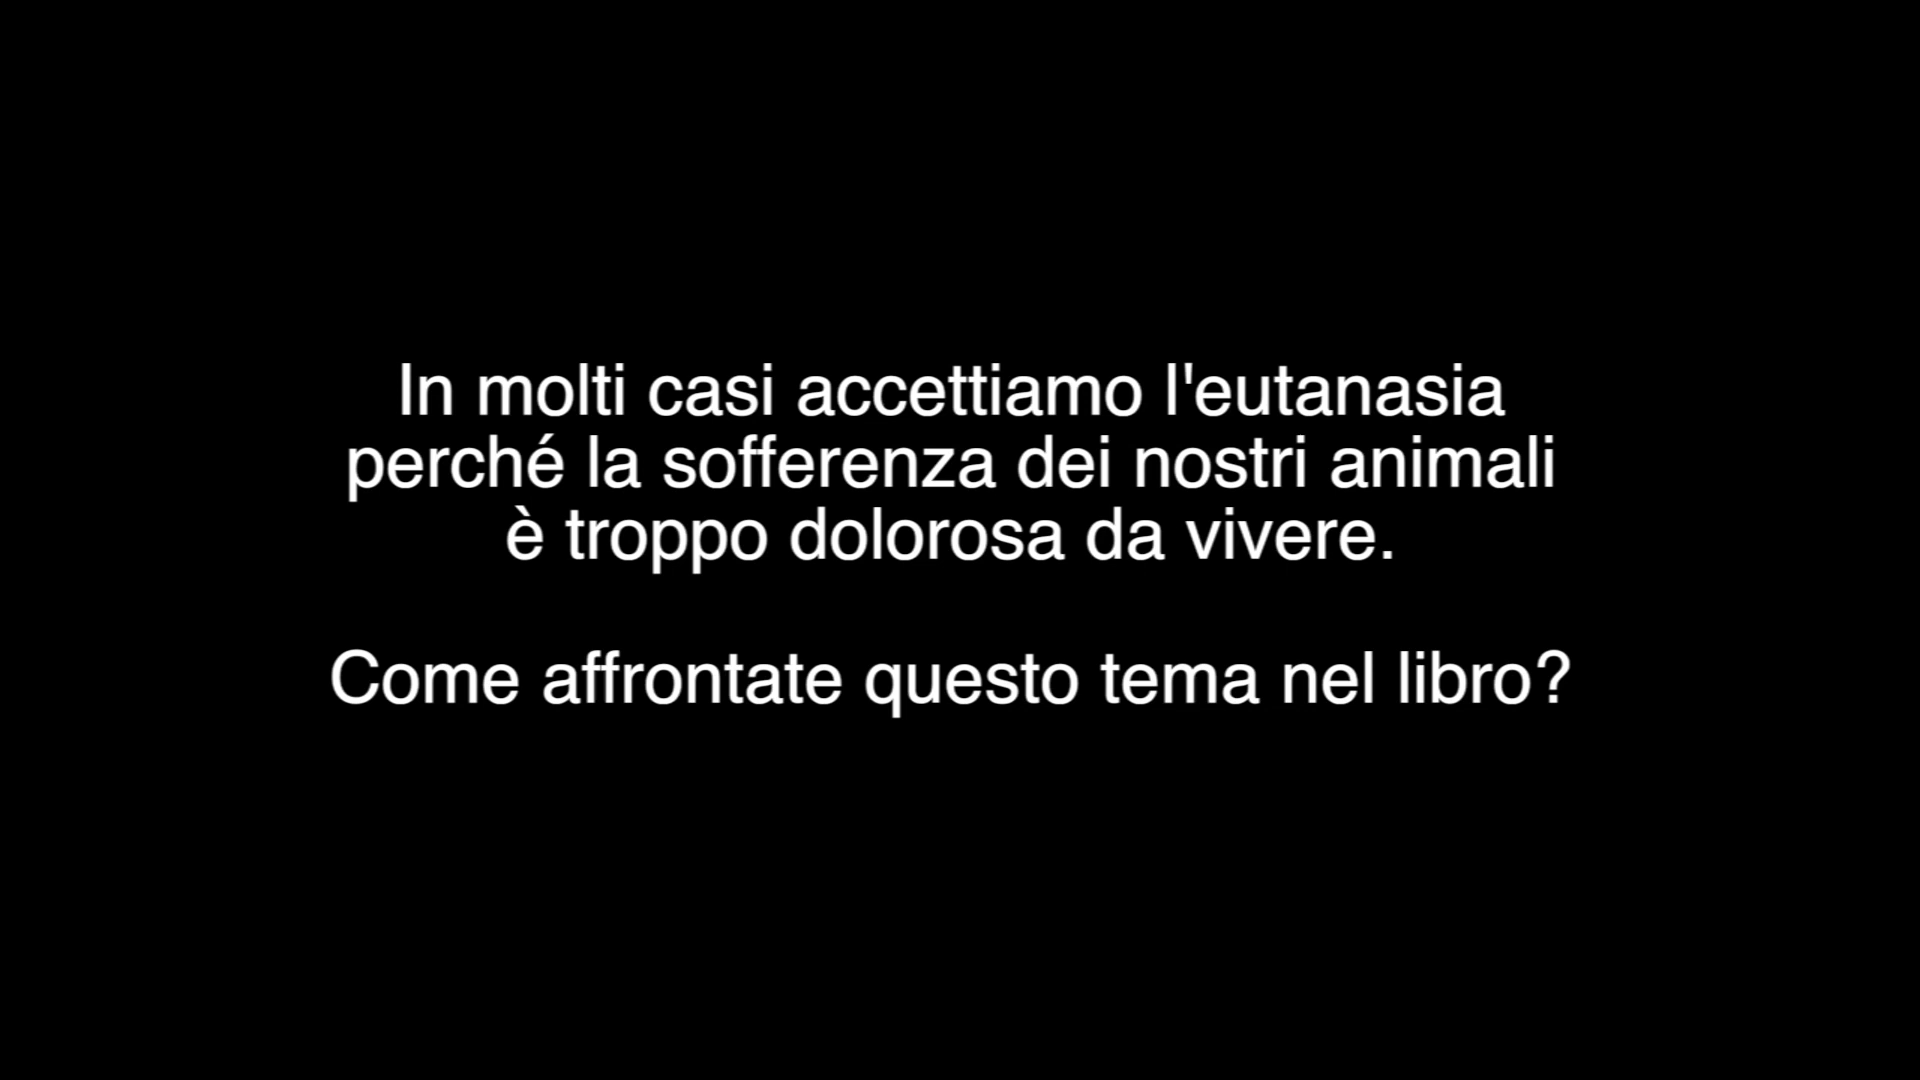 In molti casi accettiamo l'eutanasia
perché la sofferenza dei nostri animali
è troppo dolorosa da vivere.
Come affrontate questo tema nel libro?